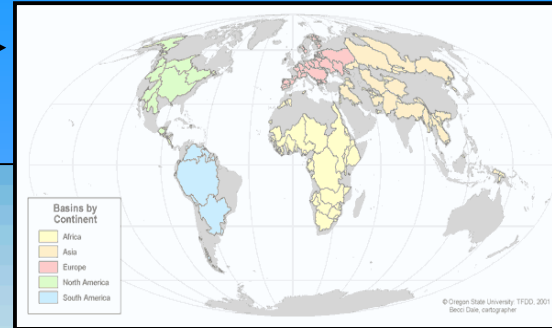 Basins by
Continent
Africa
Asia
Europe
North America
South America
© Oregon State University TFDD, 2001
Becci Dale, cartographer